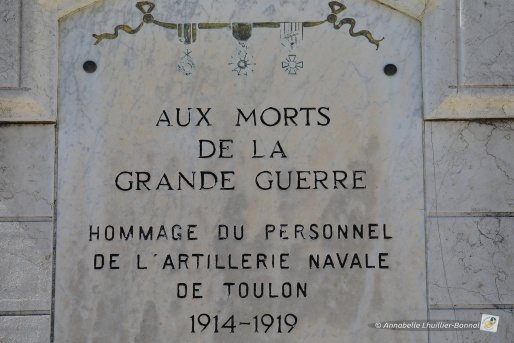 AUX MORTS
DE LA
GRANDE GUERRE
HOMMAGE DU PERSONNEL
DE L'ARTILLERIE NAVALE
DE TOULON
1914-1919
© Annabelle Lhuillier-Bonnal